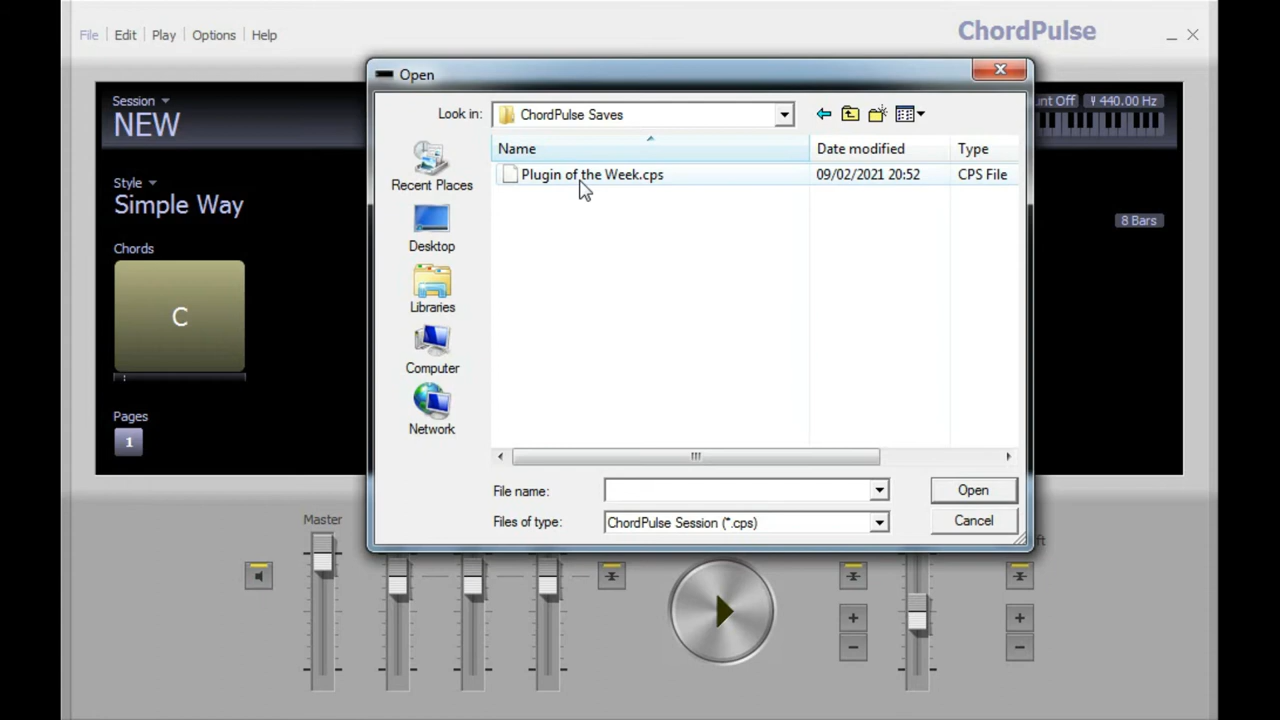 File Edit Play Options Help
ChordPulse
Session
NEW
Style
Simple Way
Chords
C
Pages
1
unt Off
440.00 Hz
8 Bars
Open
Look in: ChordPulse Saves
Name Date modified Type
Plugin of the Week.cps 09/02/2021 20:52 CPS File
Recent Places
Desktop
Libraries
Computer
Network
File name: Open
Files of type: ChordPulse Session (*.cps) Cancel
Master
ft